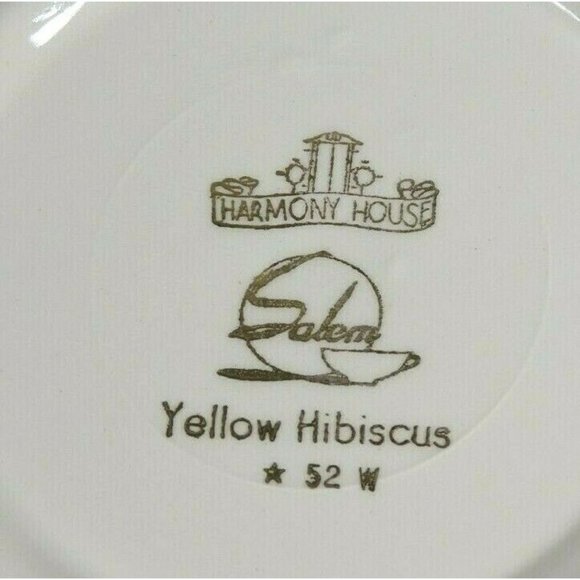 HARMONY HOUSE
Salem
Yellow Hibiscus
★ 52 W